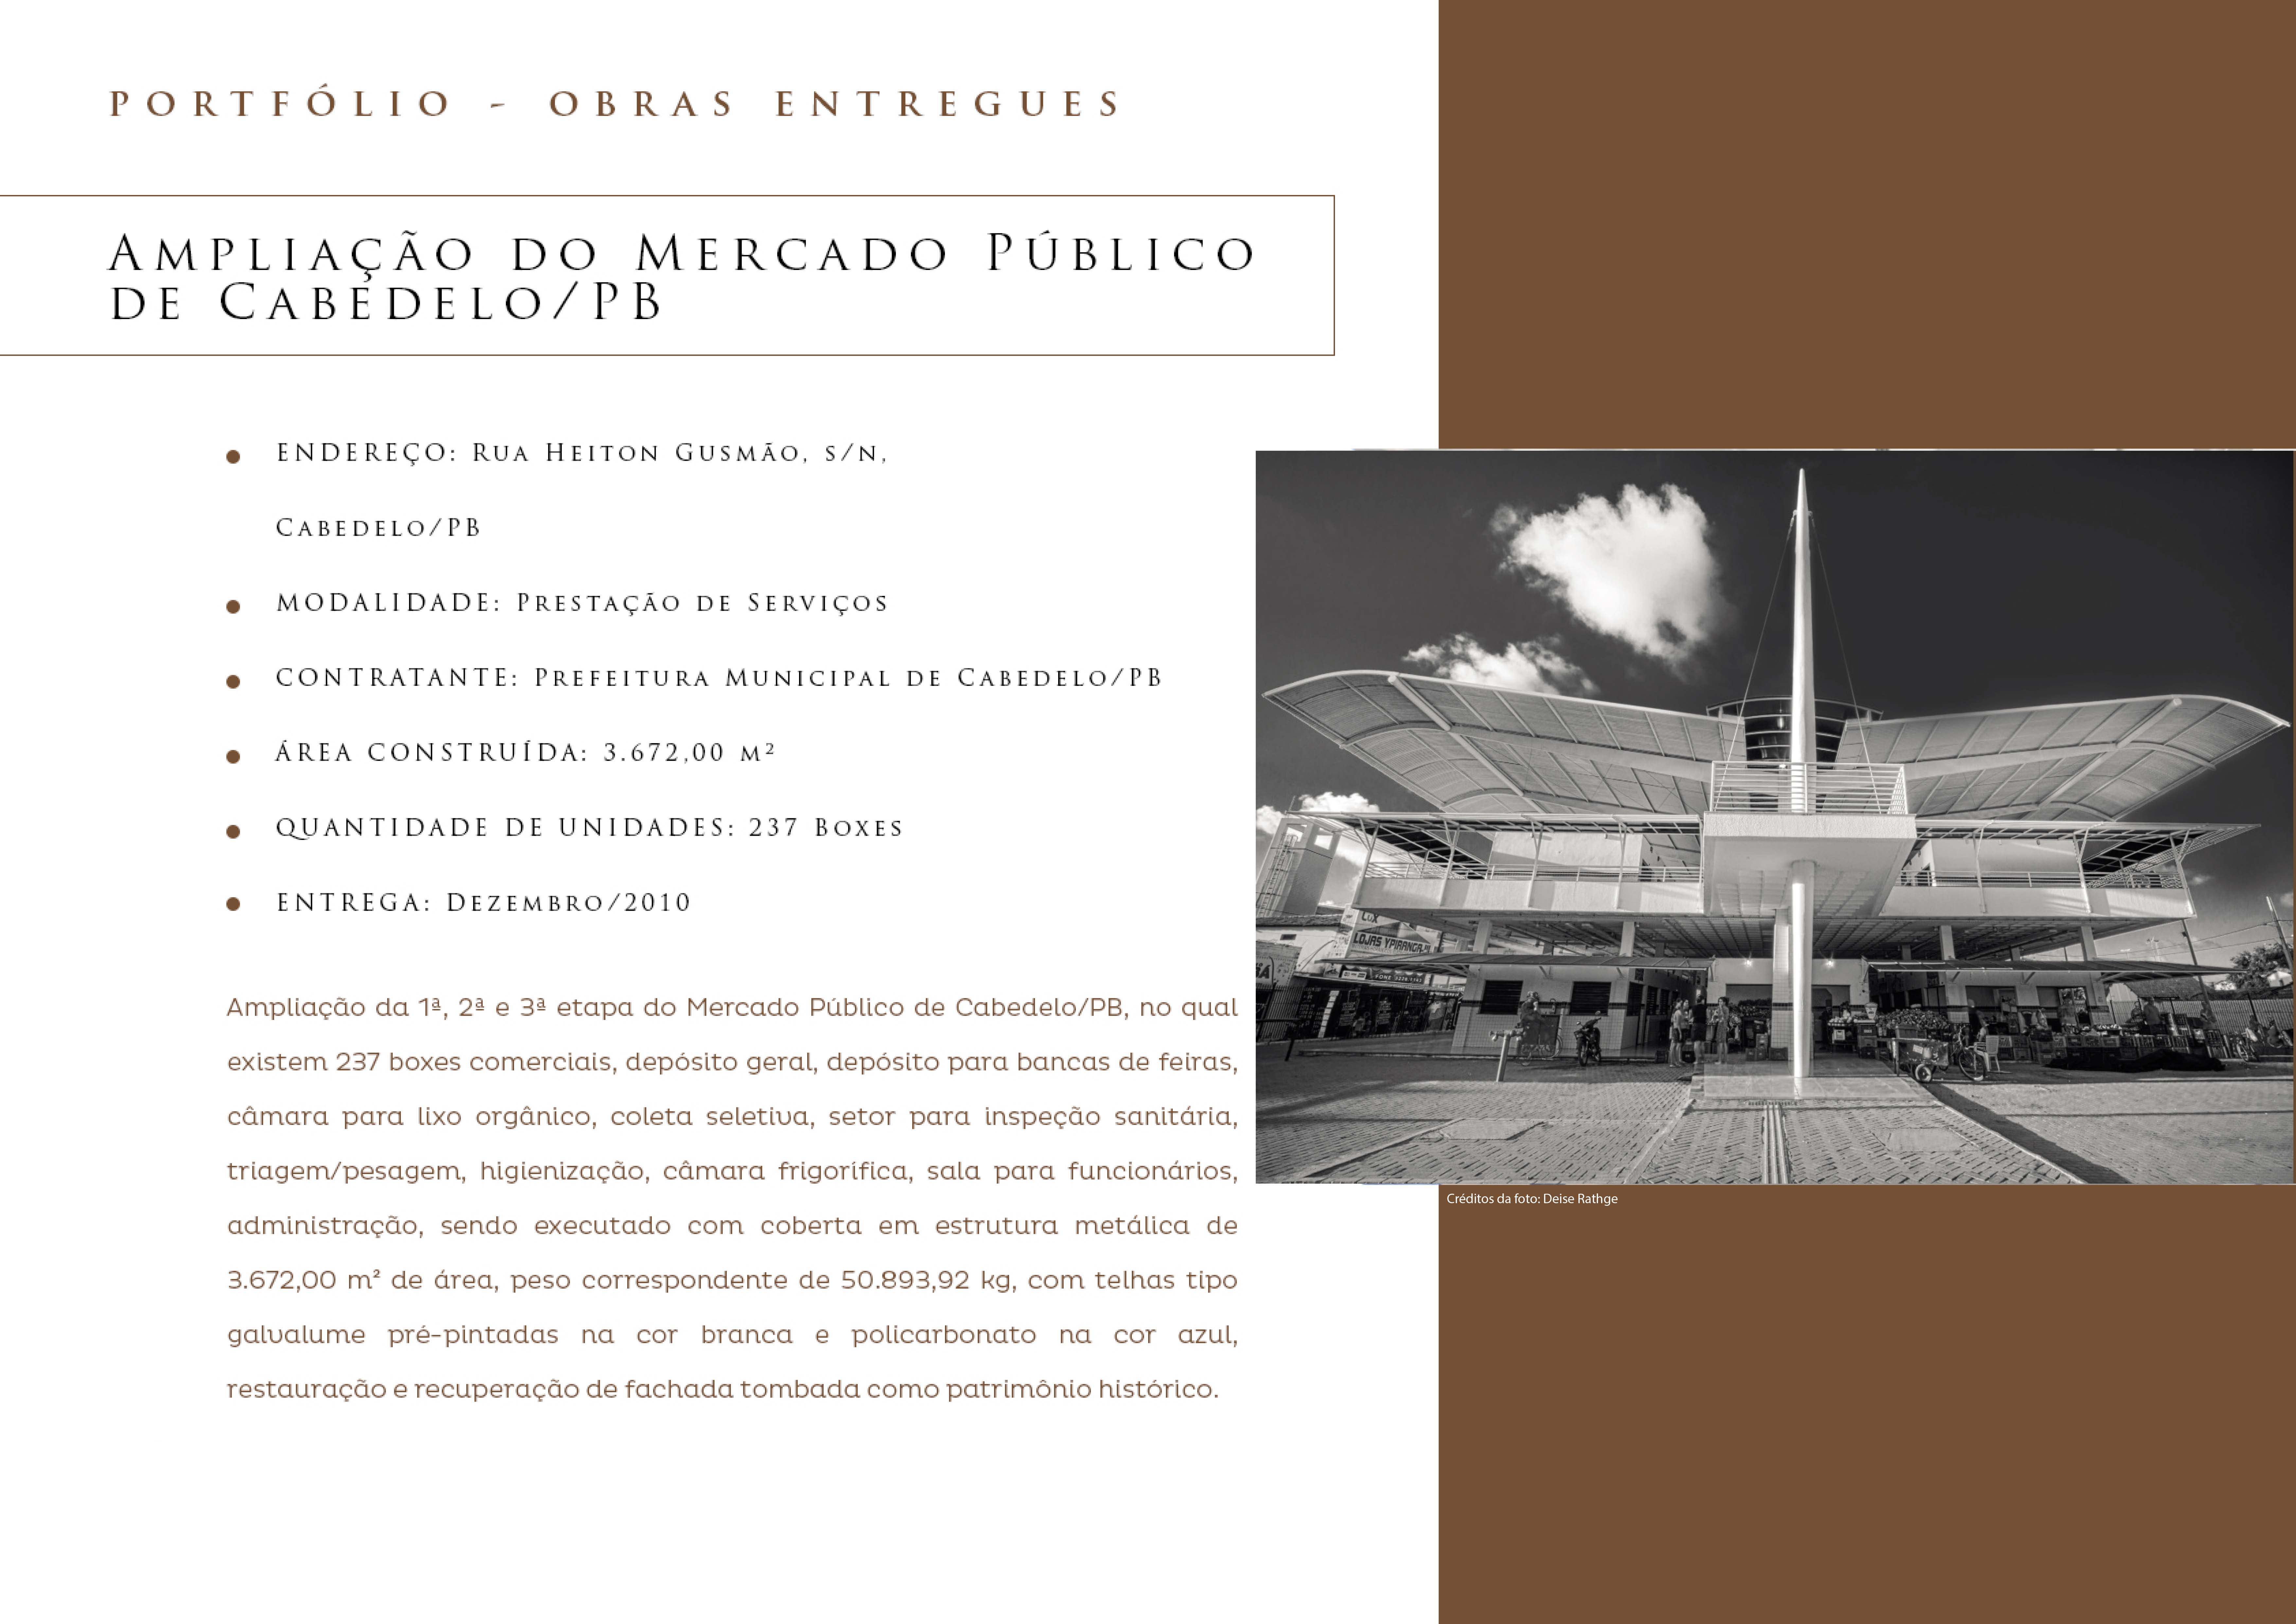 PORTFÓLIO - OBRAS ENTREGUES
Ampliação do Mercado Público
de Cabedelo/PB
ENDEREÇO: Rua Heiton Gusmão, s/n,
Cabedelo/PB
MODALIDADE: Prestação de Serviços
CONTRATANTE: Prefeitura Municipal de Cabedelo/PB
ÁREA CONSTRUÍDA: 3.672,00 m²
QUANTIDADE DE UNIDADES: 237 Boxes
ENTREGA: Dezembro/2010
Ampliação da 1ª, 2ª e 3ª etapa do Mercado Público de Cabedelo/PB, no qual
existem 237 boxes comerciais, depósito geral, depósito para bancas de feiras,
câmara para lixo orgânico, coleta seletiva, setor para inspeção sanitária,
triagem/pesagem, higienização, câmara frigorífica, sala para funcionários,
administração, sendo executado com coberta em estrutura metálica de
3.672,00 m² de área, peso correspondente de 50.893,92 kg, com telhas tipo
galvalume pré-pintadas na cor branca e policarbonato na cor azul,
restauração e recuperação de fachada tombada como patrimônio histórico.
LOJAS YPIRANGA
Créditos da foto: Deise Rathge